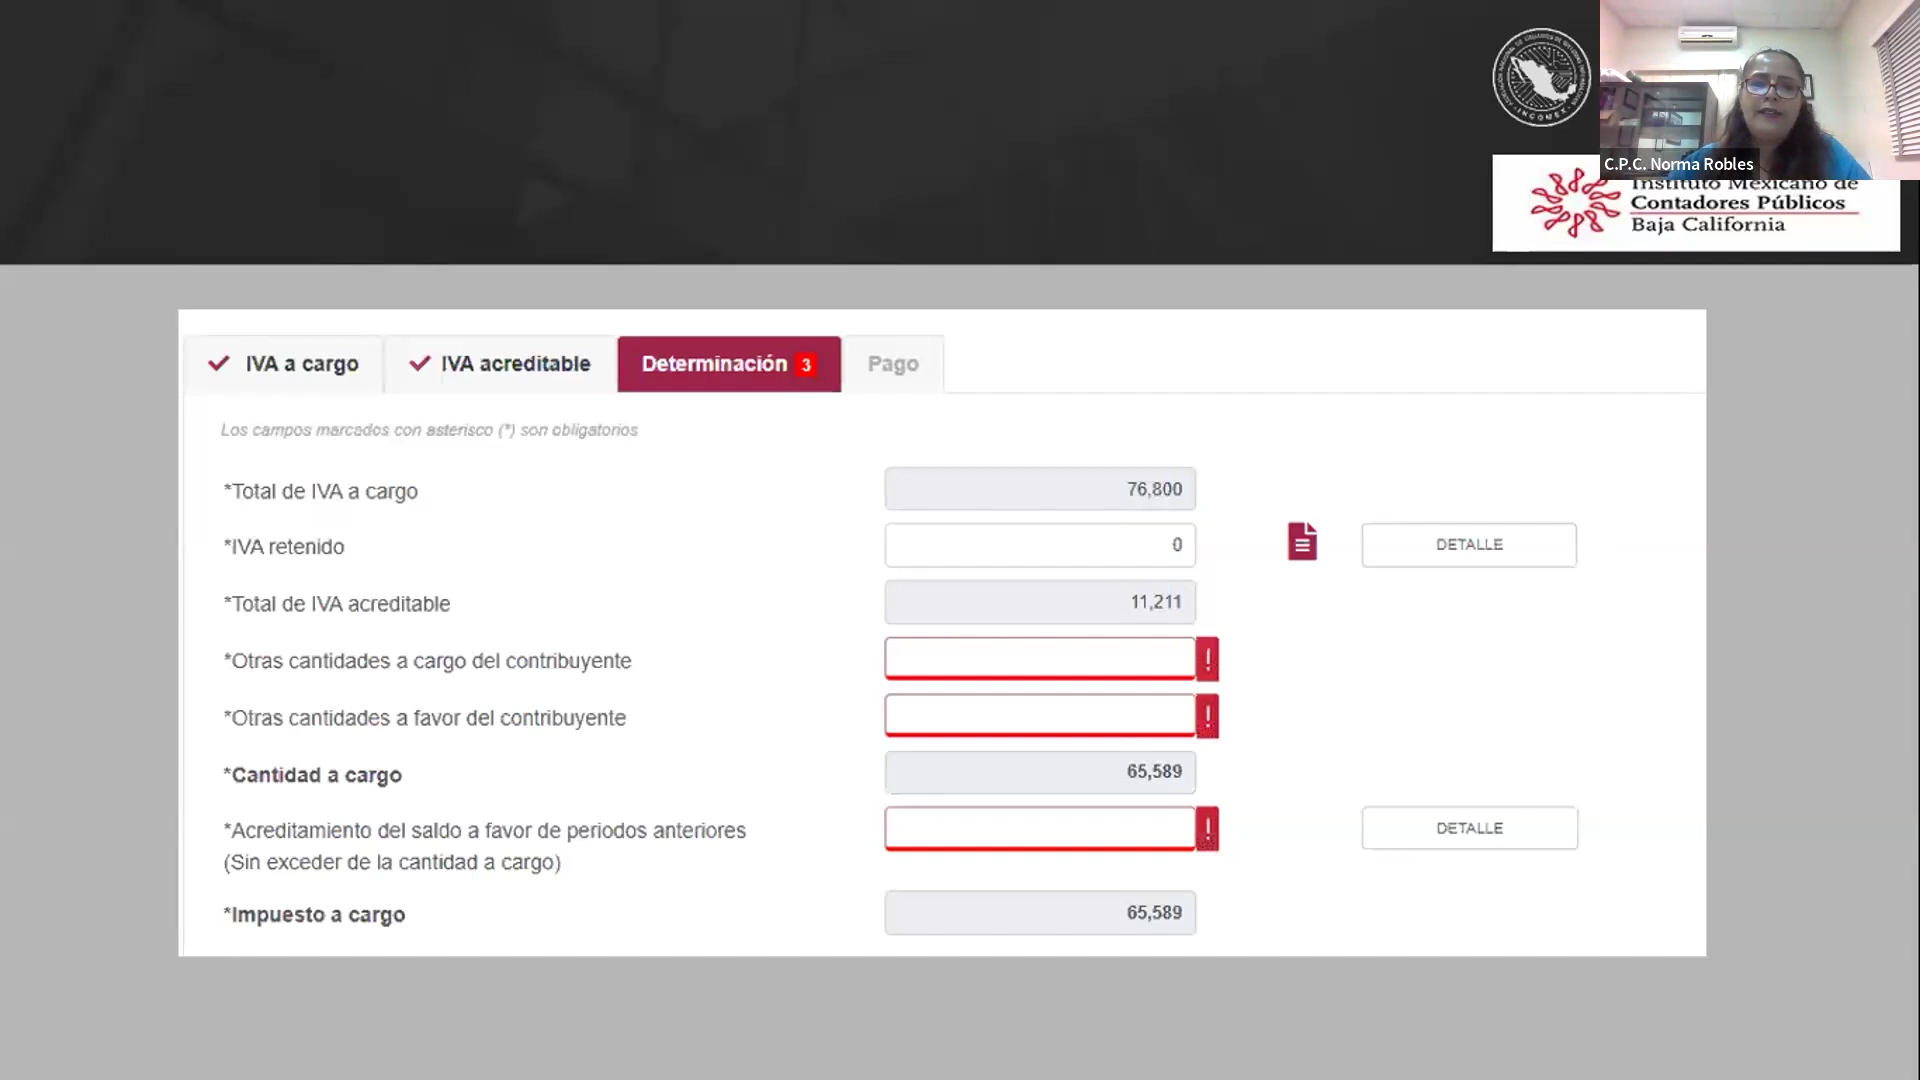 INCOMEX
C.P.C. Norma Robles
Instituto Mexicano de
Contadores Públicos
Baja California
IVA a cargo
IVA acreditable
Determinación 3
Pago
Los campos marcados con asterisco (*) son obligatorios
*Total de IVA a cargo 76,800
*IVA retenido 0 DETALLE
*Total de IVA acreditable 11,211
*Otras cantidades a cargo del contribuyente !
*Otras cantidades a favor del contribuyente !
*Cantidad a cargo 65,589
*Acreditamiento del saldo a favor de periodos anteriores ! DETALLE
(Sin exceder de la cantidad a cargo)
*Impuesto a cargo 65,589